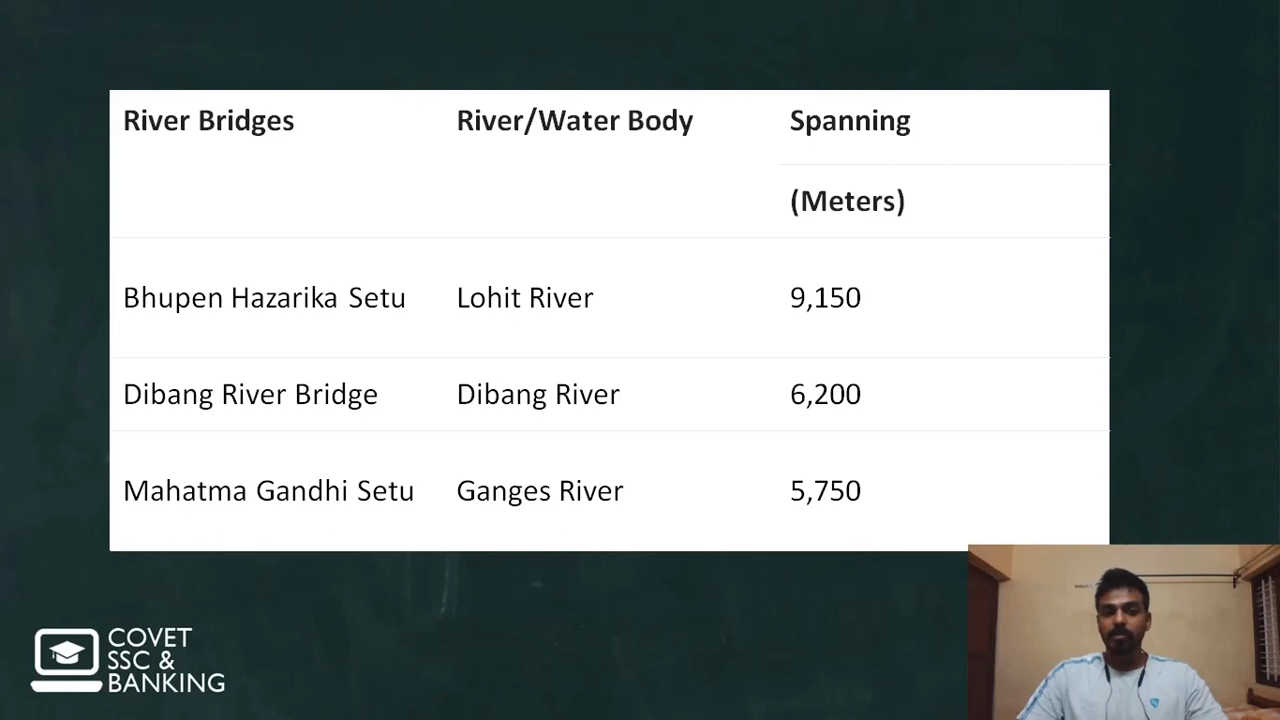 River Bridges River/Water Body Spanning
(Meters)
Bhupen Hazarika Setu Lohit River 9,150
Dibang River Bridge Dibang River 6,200
Mahatma Gandhi Setu Ganges River 5,750
COVET
SSC &
BANKING